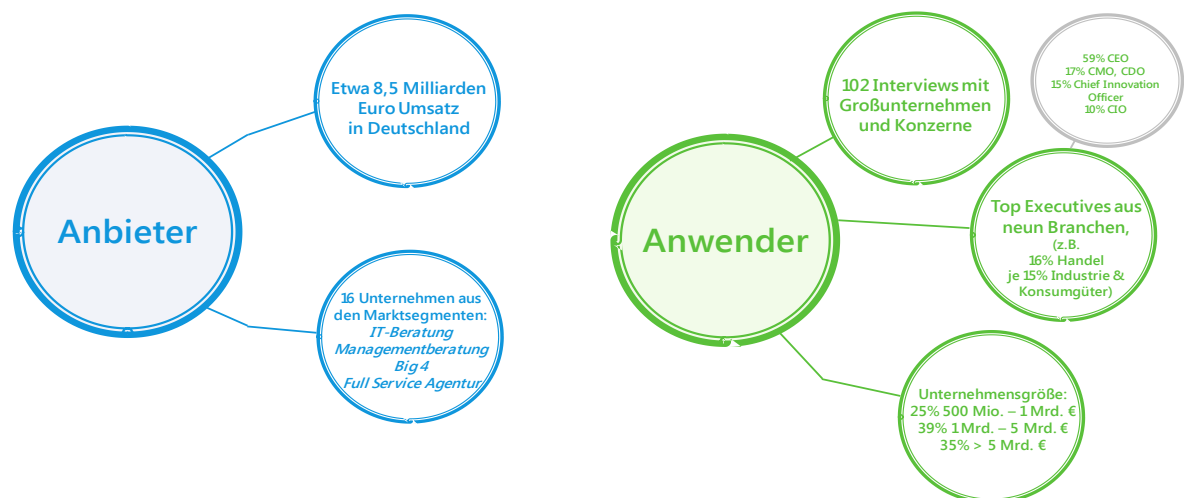 Anbieter
Etwa 8,5 Milliarden
Euro Umsatz
in Deutschland
16 Unternehmen aus
den Marktsegmenten:
IT-Beratung
Managementberatung
Big 4
Full Service Agentur
Anwender
102 Interviews mit
Großunternehmen
und Konzerne
59% CEO
17% CMO, CDO
15% Chief Innovation
Officer
10% CIO
Top Executives aus
neun Branchen,
(z.B.
16% Handel
je 15% Industrie &
Konsumgüter)
Unternehmensgröße:
25% 500 Mio. – 1 Mrd. €
39% 1 Mrd. – 5 Mrd. €
35% > 5 Mrd. €